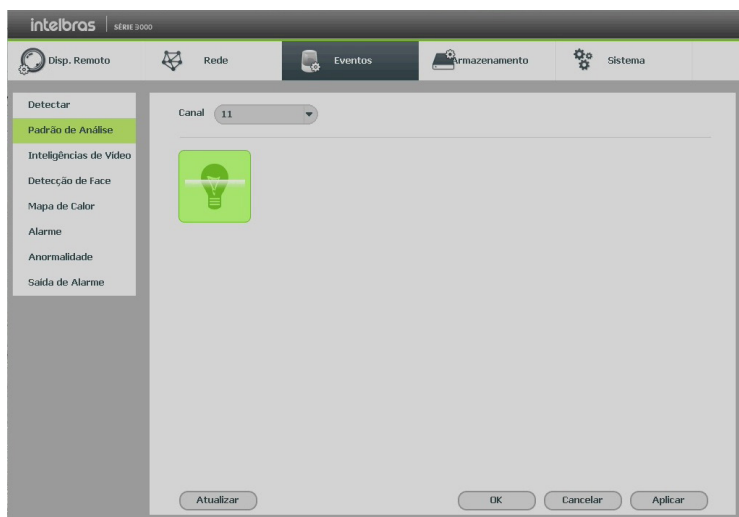 intelbras SÉRIE 3000
Disp. Remoto Rede Eventos Armazenamento Sistema
Detectar
Padrão de Análise
Inteligências de Vídeo
Detecção de Face
Mapa de Calor
Alarme
Anormalidade
Saída de Alarme
Canal 11
Atualizar OK Cancelar Aplicar